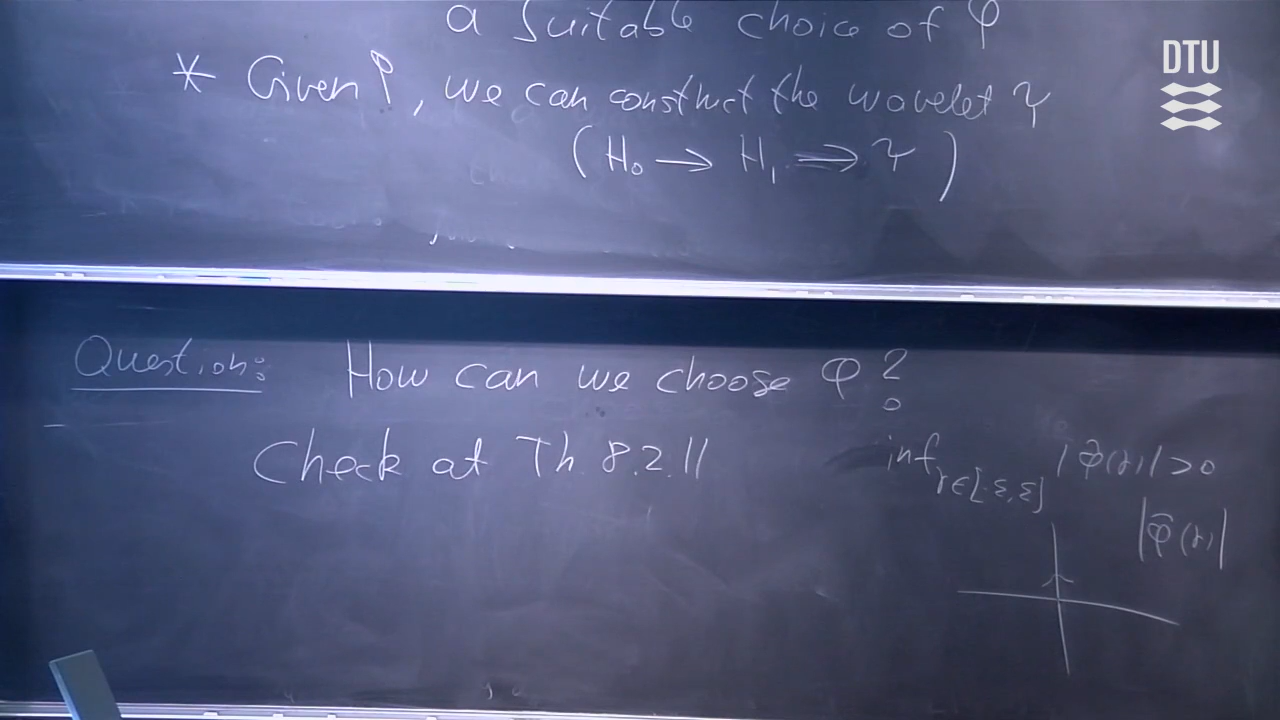 a suitable choice of φ
DTU
* Given φ, we can construct the wavelet ψ
(H₀ → H₁ ⟹ ψ)
Question: How can we choose φ?
Check at Th 8.2.11
inf γ∈[-ε,ε] |φ̂(γ)| > 0
|φ̂(γ)|